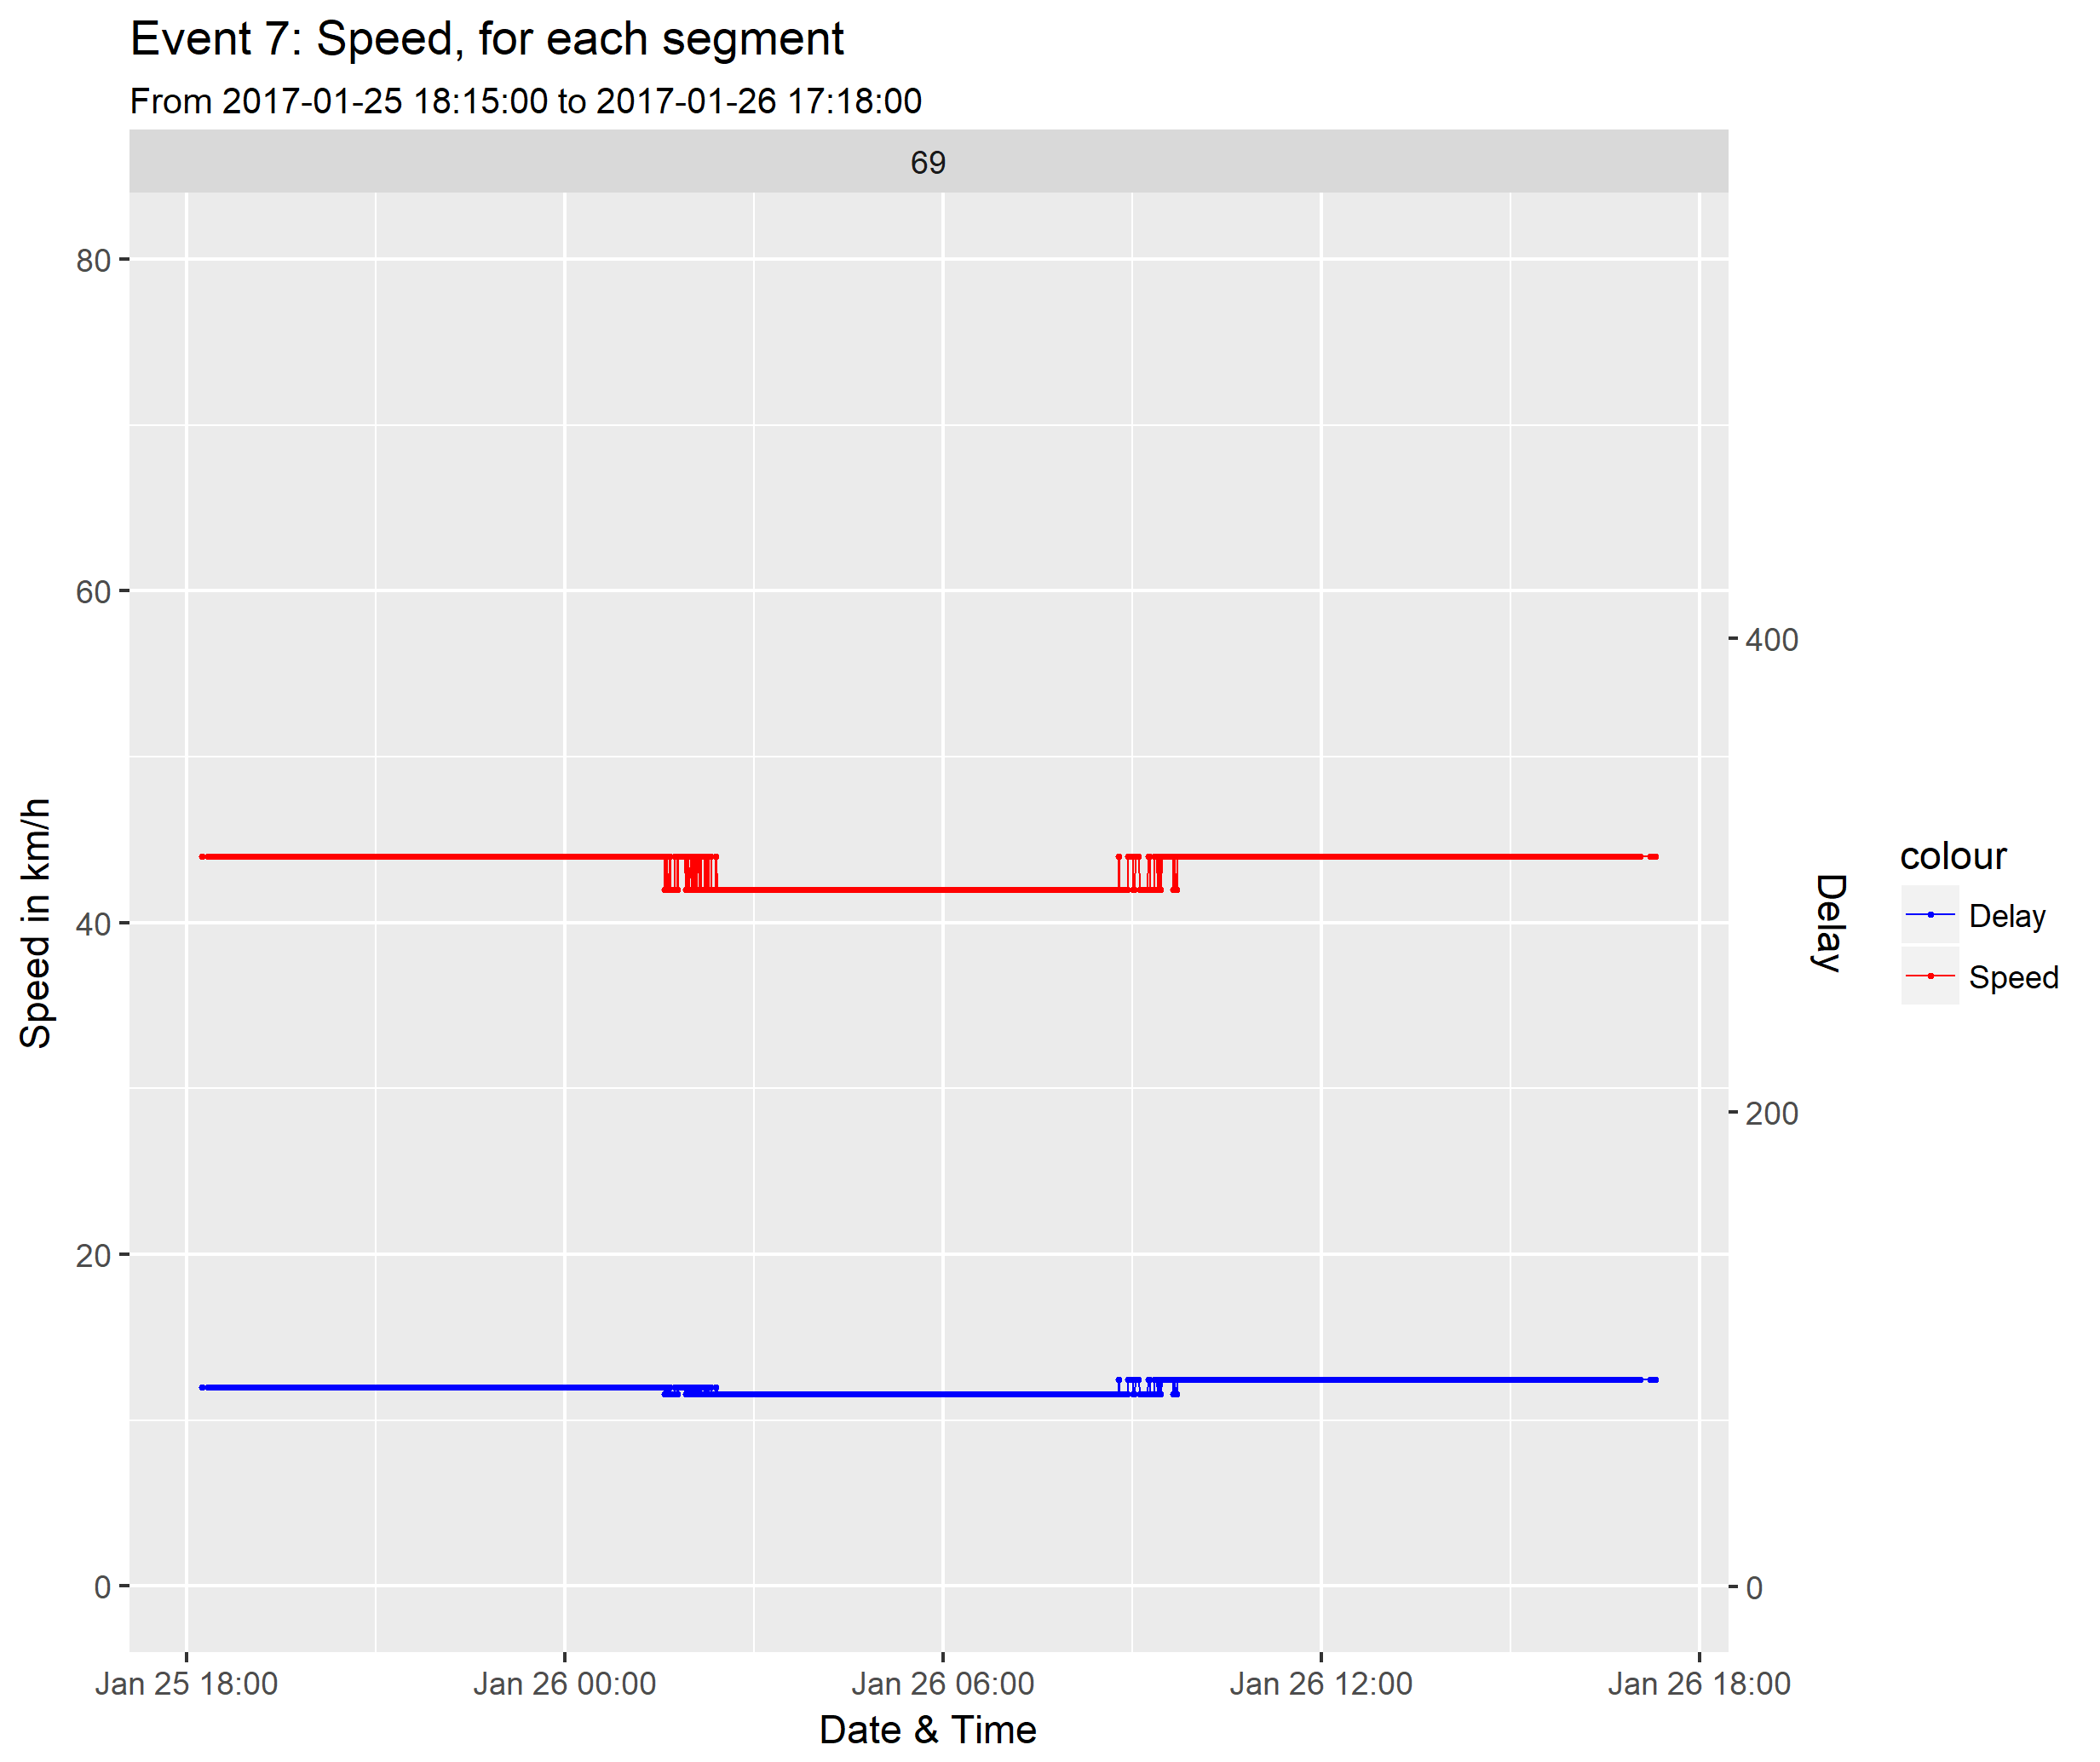 Event 7: Speed, for each segment
From 2017-01-25 18:15:00 to 2017-01-26 17:18:00
69
80
60
40
20
0
Speed in km/h
400
200
0
Delay
colour
Delay
Speed
Jan 25 18:00
Jan 26 00:00
Jan 26 06:00
Jan 26 12:00
Jan 26 18:00
Date & Time